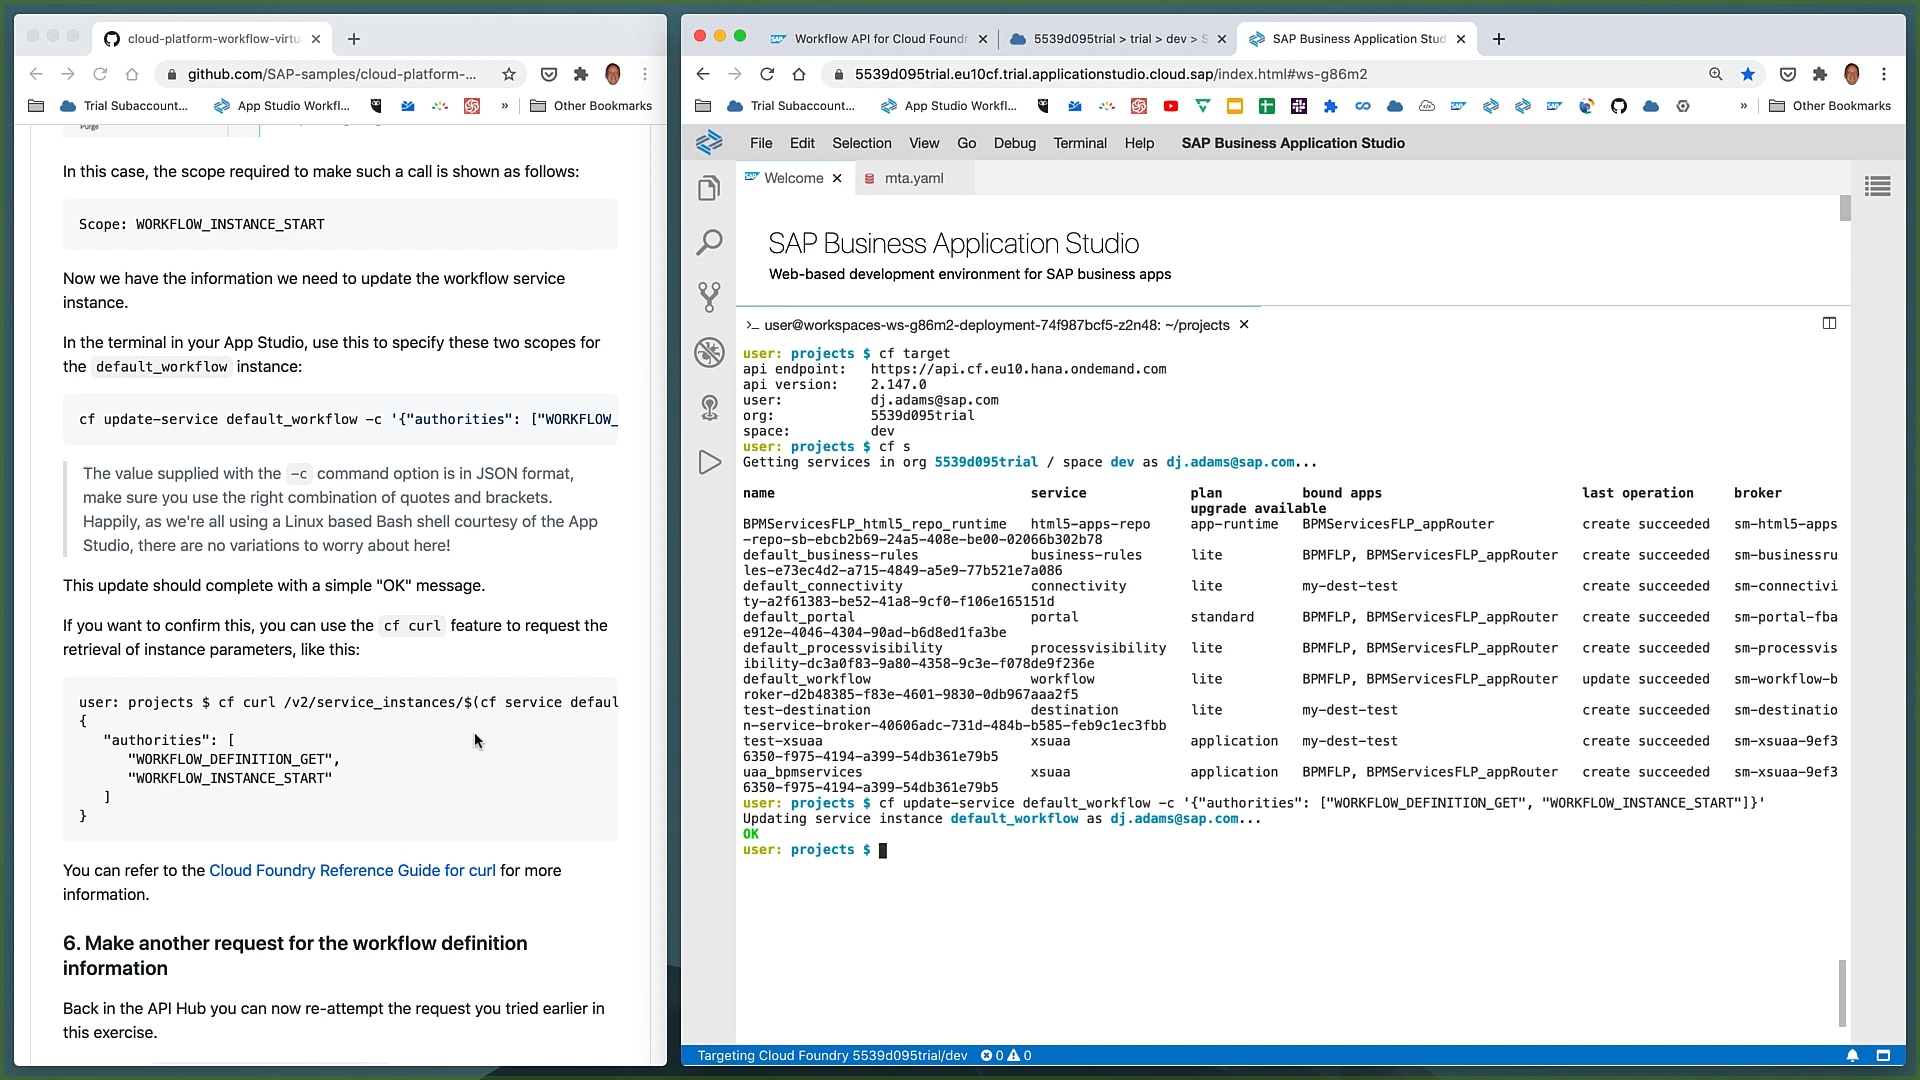 cloud-platform-workflow-virtu
github.com/SAP-samples/cloud-platform-...
Trial Subaccount...
App Studio Workfl...
»
Other Bookmarks
Purge
In this case, the scope required to make such a call is shown as follows:
Scope: WORKFLOW_INSTANCE_START
Now we have the information we need to update the workflow service
instance.
In the terminal in your App Studio, use this to specify these two scopes for
the default_workflow instance:
cf update-service default_workflow -c '{"authorities": ["WORKFLOW_
The value supplied with the -c command option is in JSON format,
make sure you use the right combination of quotes and brackets.
Happily, as we're all using a Linux based Bash shell courtesy of the App
Studio, there are no variations to worry about here!
This update should complete with a simple "OK" message.
If you want to confirm this, you can use the cf curl feature to request the
retrieval of instance parameters, like this:
user: projects $ cf curl /v2/service_instances/$(cf service defaul
{
"authorities": [
"WORKFLOW_DEFINITION_GET",
"WORKFLOW_INSTANCE_START"
]
}
You can refer to the Cloud Foundry Reference Guide for curl for more
information.
6. Make another request for the workflow definition
information
Back in the API Hub you can now re-attempt the request you tried earlier in
this exercise.
Workflow API for Cloud Foundr
5539d095trial > trial > dev > S
SAP Business Application Stud
5539d095trial.eu10cf.trial.applicationstudio.cloud.sap/index.html#ws-g86m2
Trial Subaccount...
App Studio Workfl...
»
Other Bookmarks
File Edit Selection View Go Debug Terminal Help SAP Business Application Studio
Welcome
mta.yaml
SAP Business Application Studio
Web-based development environment for SAP business apps
>_ user@workspaces-ws-g86m2-deployment-74f987bcf5-z2n48: ~/projects
user: projects $ cf target
api endpoint: https://api.cf.eu10.hana.ondemand.com
api version: 2.147.0
user: dj.adams@sap.com
org: 5539d095trial
space: dev
user: projects $ cf s
Getting services in org 5539d095trial / space dev as dj.adams@sap.com...
name service plan bound apps last operation broker
upgrade available
BPMServicesFLP_html5_repo_runtime html5-apps-repo app-runtime BPMServicesFLP_appRouter create succeeded sm-html5-apps
-repo-sb-ebcb2b69-24a5-408e-be00-02066b302b78
default_business-rules business-rules lite BPMFLP, BPMServicesFLP_appRouter create succeeded sm-businessru
les-e73ec4d2-a715-4849-a5e9-77b521e7a086
default_connectivity connectivity lite my-dest-test create succeeded sm-connectivi
ty-a2f61383-be52-41a8-9cf0-f106e165151d
default_portal portal standard BPMFLP, BPMServicesFLP_appRouter create succeeded sm-portal-fba
e912e-4046-4304-90ad-b6d8ed1fa3be
default_processvisibility processvisibility lite BPMFLP, BPMServicesFLP_appRouter create succeeded sm-processvis
ibility-dc3a0f83-9a80-4358-9c3e-f078de9f236e
default_workflow workflow lite BPMFLP, BPMServicesFLP_appRouter update succeeded sm-workflow-b
roker-d2b48385-f83e-4601-9830-0db967aaa2f5
test-destination destination lite my-dest-test create succeeded sm-destinatio
n-service-broker-40606adc-731d-484b-b585-feb9c1ec3fbb
test-xsuaa xsuaa application my-dest-test create succeeded sm-xsuaa-9ef3
6350-f975-4194-a399-54db361e79b5
uaa_bpmservices xsuaa application BPMFLP, BPMServicesFLP_appRouter create succeeded sm-xsuaa-9ef3
6350-f975-4194-a399-54db361e79b5
user: projects $ cf update-service default_workflow -c '{"authorities": ["WORKFLOW_DEFINITION_GET", "WORKFLOW_INSTANCE_START"]}'
Updating service instance default_workflow as dj.adams@sap.com...
OK
user: projects $
Targeting Cloud Foundry 5539d095trial/dev 0 0